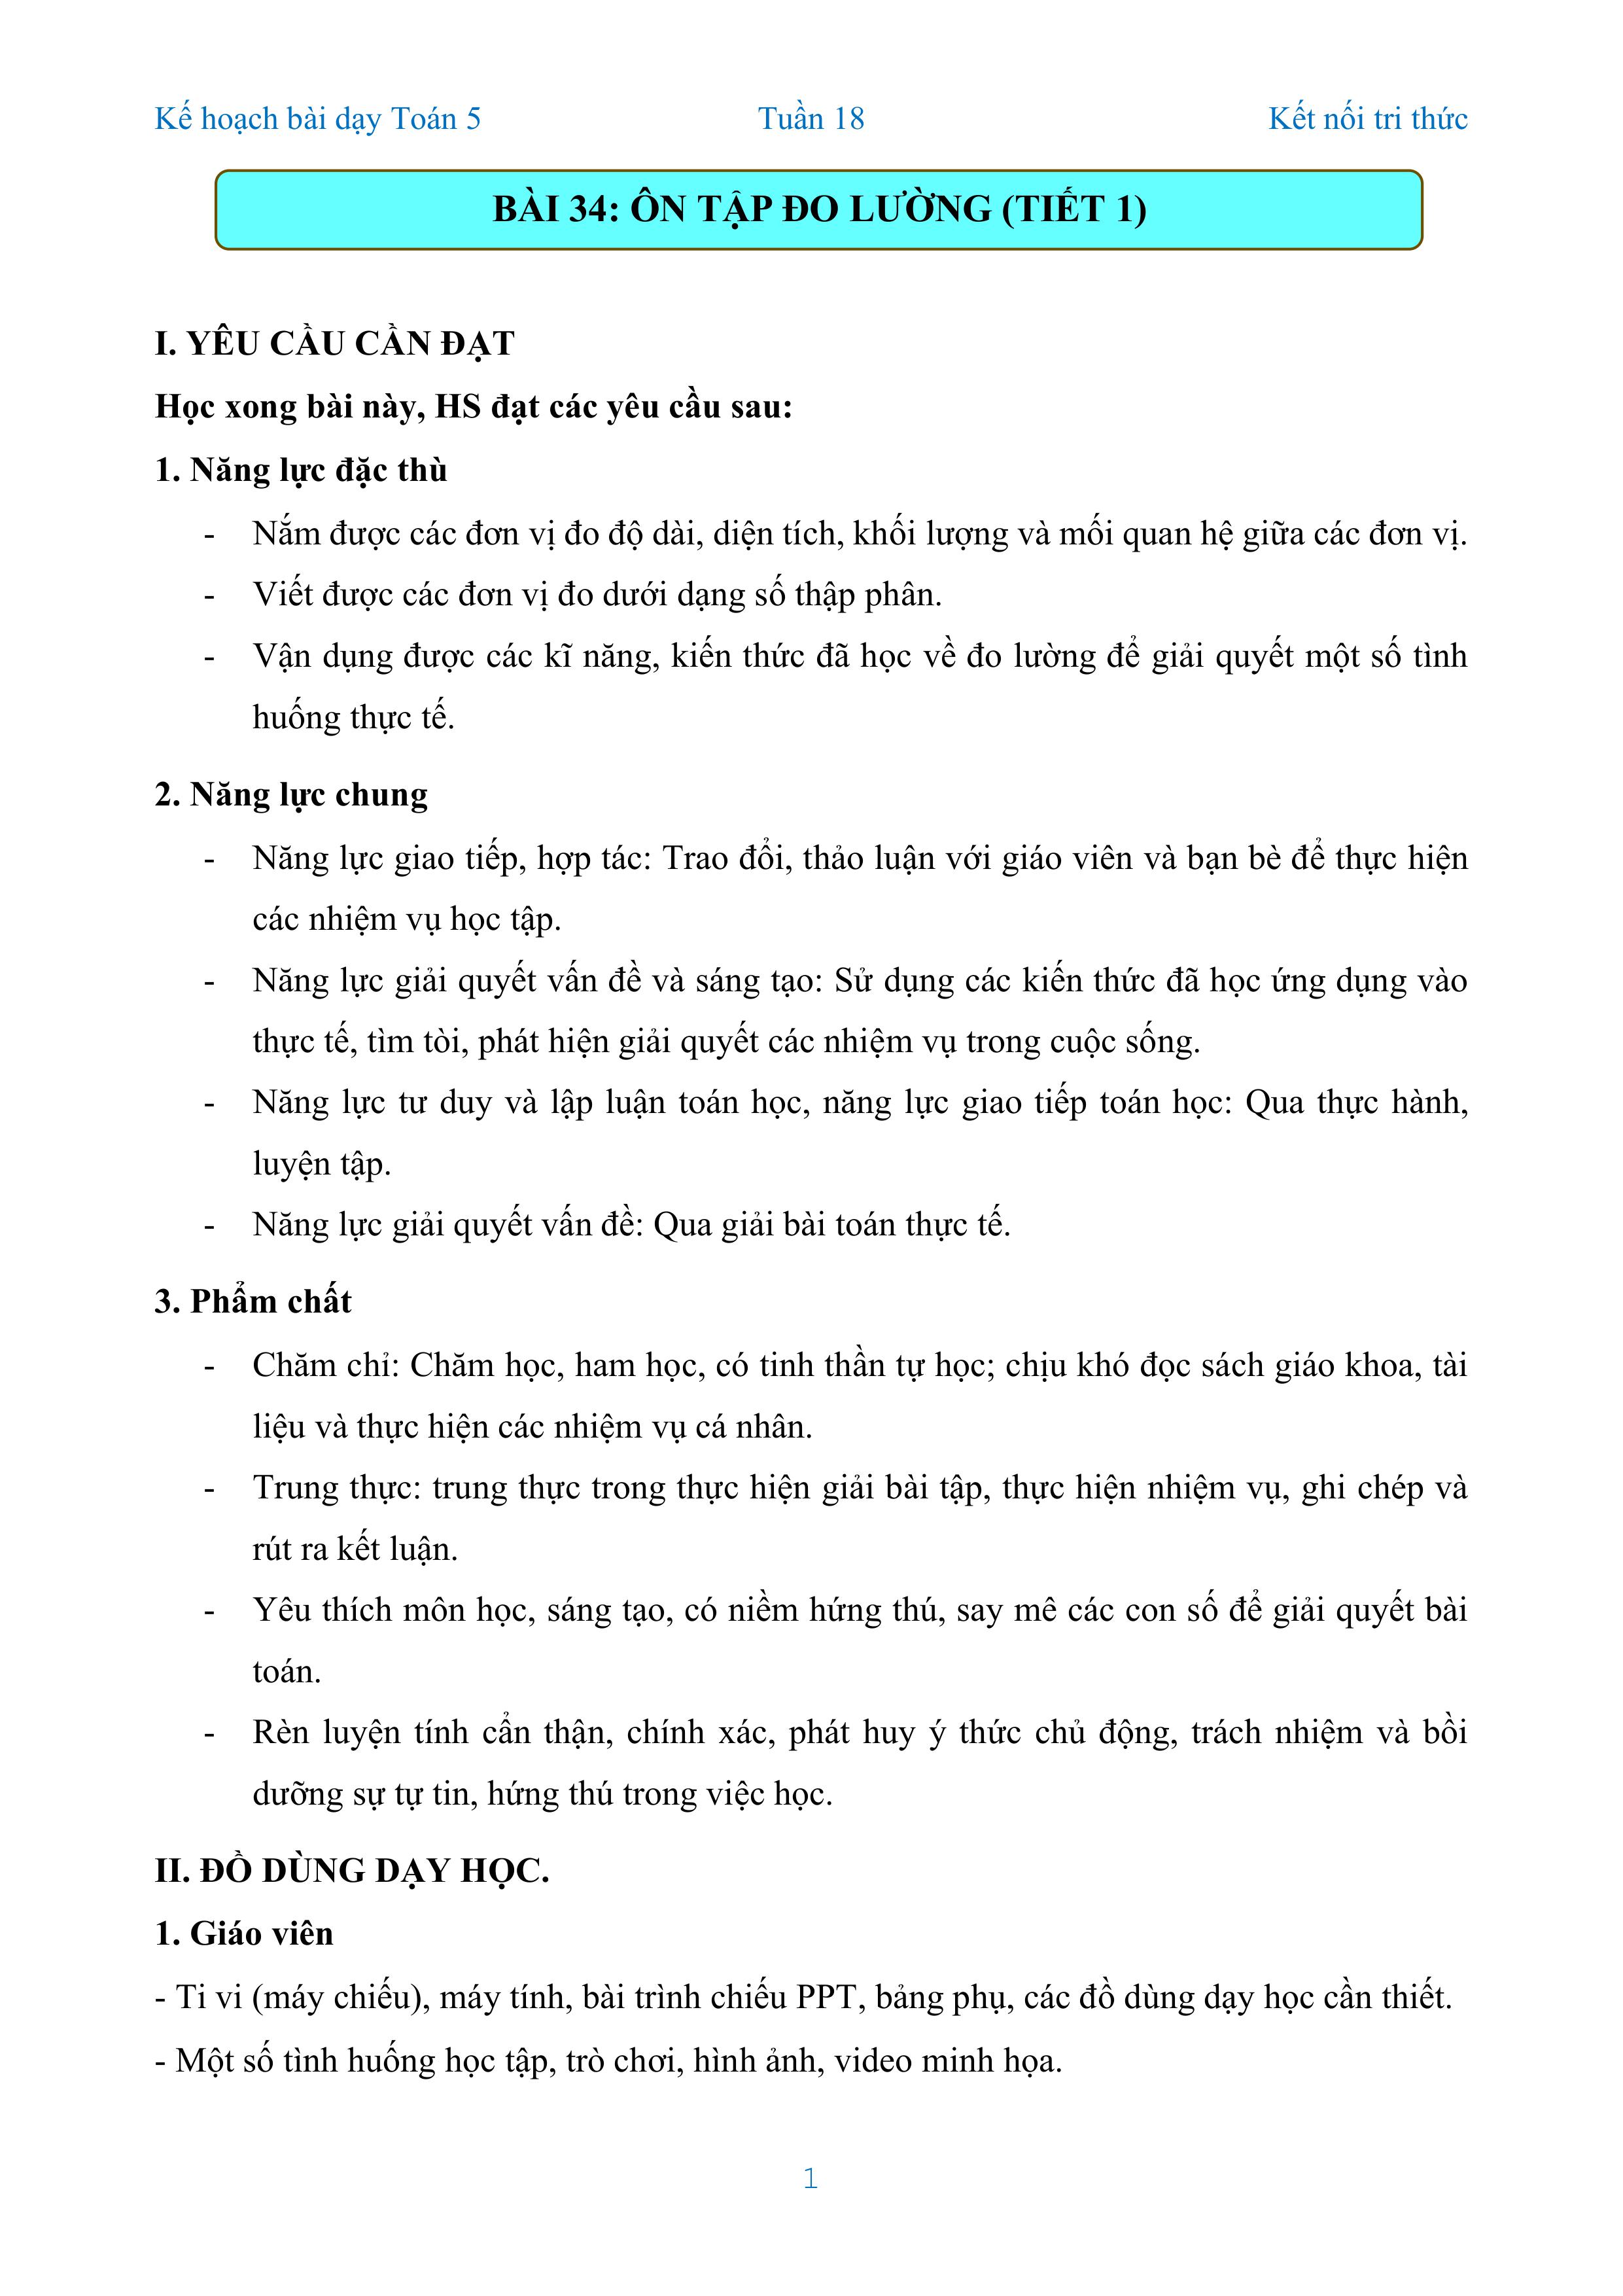 Kế hoạch bài dạy Toán 5 Tuần 18 Kết nối tri thức
BÀI 34: ÔN TẬP ĐO LƯỜNG (TIẾT 1)
I. YÊU CẦU CẦN ĐẠT
Học xong bài này, HS đạt các yêu cầu sau:
1. Năng lực đặc thù
- Nắm được các đơn vị đo độ dài, diện tích, khối lượng và mối quan hệ giữa các đơn vị.
- Viết được các đơn vị đo dưới dạng số thập phân.
- Vận dụng được các kĩ năng, kiến thức đã học về đo lường để giải quyết một số tình
huống thực tế.
2. Năng lực chung
- Năng lực giao tiếp, hợp tác: Trao đổi, thảo luận với giáo viên và bạn bè để thực hiện
các nhiệm vụ học tập.
- Năng lực giải quyết vấn đề và sáng tạo: Sử dụng các kiến thức đã học ứng dụng vào
thực tế, tìm tòi, phát hiện giải quyết các nhiệm vụ trong cuộc sống.
- Năng lực tư duy và lập luận toán học, năng lực giao tiếp toán học: Qua thực hành,
luyện tập.
- Năng lực giải quyết vấn đề: Qua giải bài toán thực tế.
3. Phẩm chất
- Chăm chỉ: Chăm học, ham học, có tinh thần tự học; chịu khó đọc sách giáo khoa, tài
liệu và thực hiện các nhiệm vụ cá nhân.
- Trung thực: trung thực trong thực hiện giải bài tập, thực hiện nhiệm vụ, ghi chép và
rút ra kết luận.
- Yêu thích môn học, sáng tạo, có niềm hứng thú, say mê các con số để giải quyết bài
toán.
- Rèn luyện tính cẩn thận, chính xác, phát huy ý thức chủ động, trách nhiệm và bồi
dưỡng sự tự tin, hứng thú trong việc học.
II. ĐỒ DÙNG DẠY HỌC.
1. Giáo viên
- Ti vi (máy chiếu), máy tính, bài trình chiếu PPT, bảng phụ, các đồ dùng dạy học cần thiết.
- Một số tình huống học tập, trò chơi, hình ảnh, video minh họa.
1